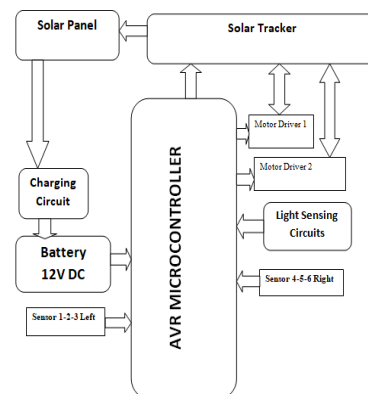 Solar Panel
Solar Tracker
Motor Driver 1
Motor Driver 2
Charging
Circuit
Light Sensing
Circuits
Battery
12V DC
AVR MICROCONTROLLER
Sensor 4-5-6 Right
Sensor 1-2-3 Left